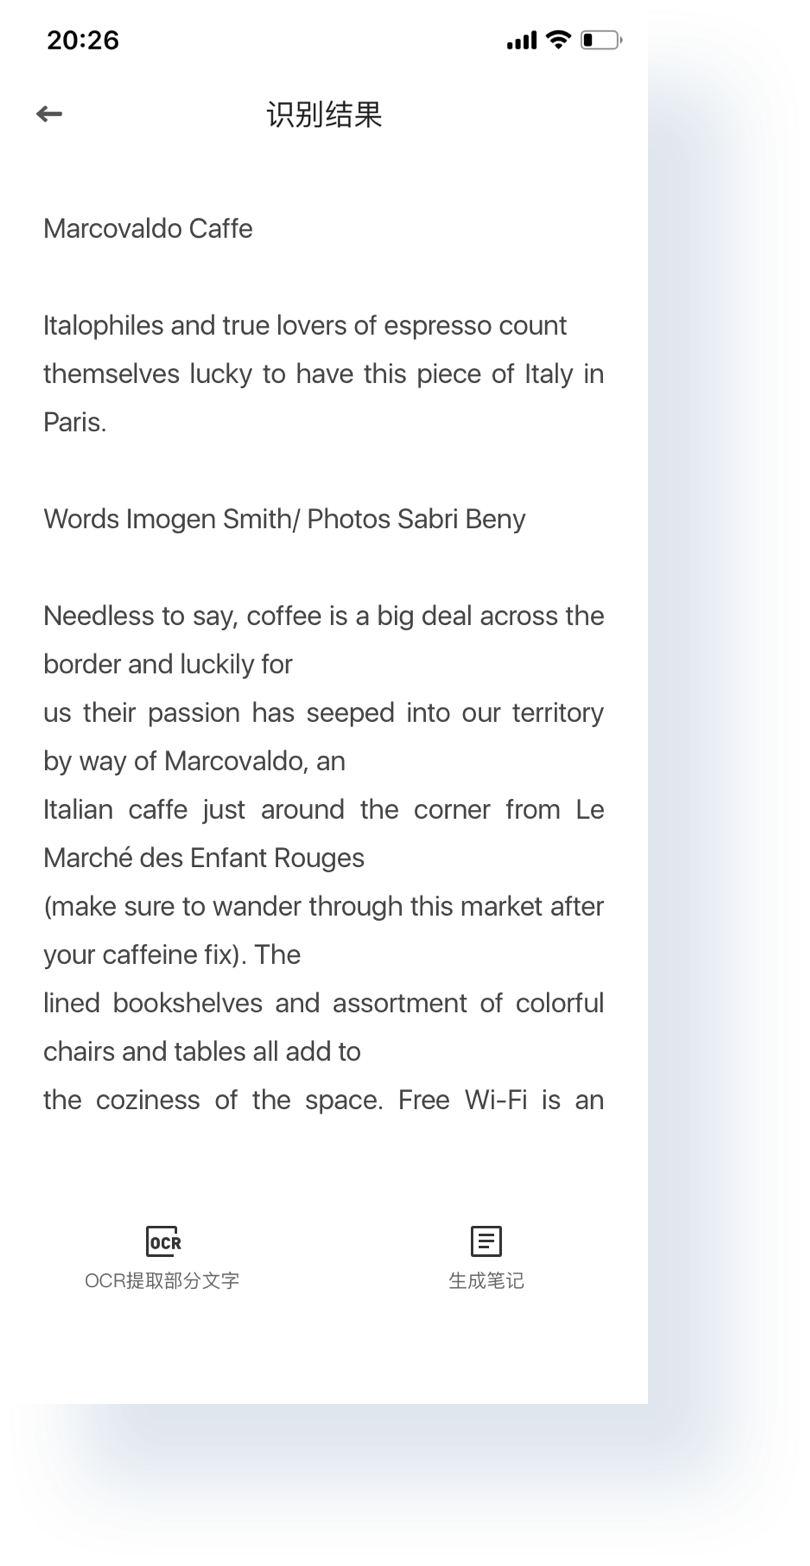 20:26
识别结果
Marcovaldo Caffe
Italophiles and true lovers of espresso count
themselves lucky to have this piece of Italy in
Paris.
Words Imogen Smith/ Photos Sabri Beny
Needless to say, coffee is a big deal across the
border and luckily for
us their passion has seeped into our territory
by way of Marcovaldo, an
Italian caffe just around the corner from Le
Marché des Enfant Rouges
(make sure to wander through this market after
your caffeine fix). The
lined bookshelves and assortment of colorful
chairs and tables all add to
the coziness of the space. Free Wi-Fi is an
OCR
OCR提取部分文字
生成笔记